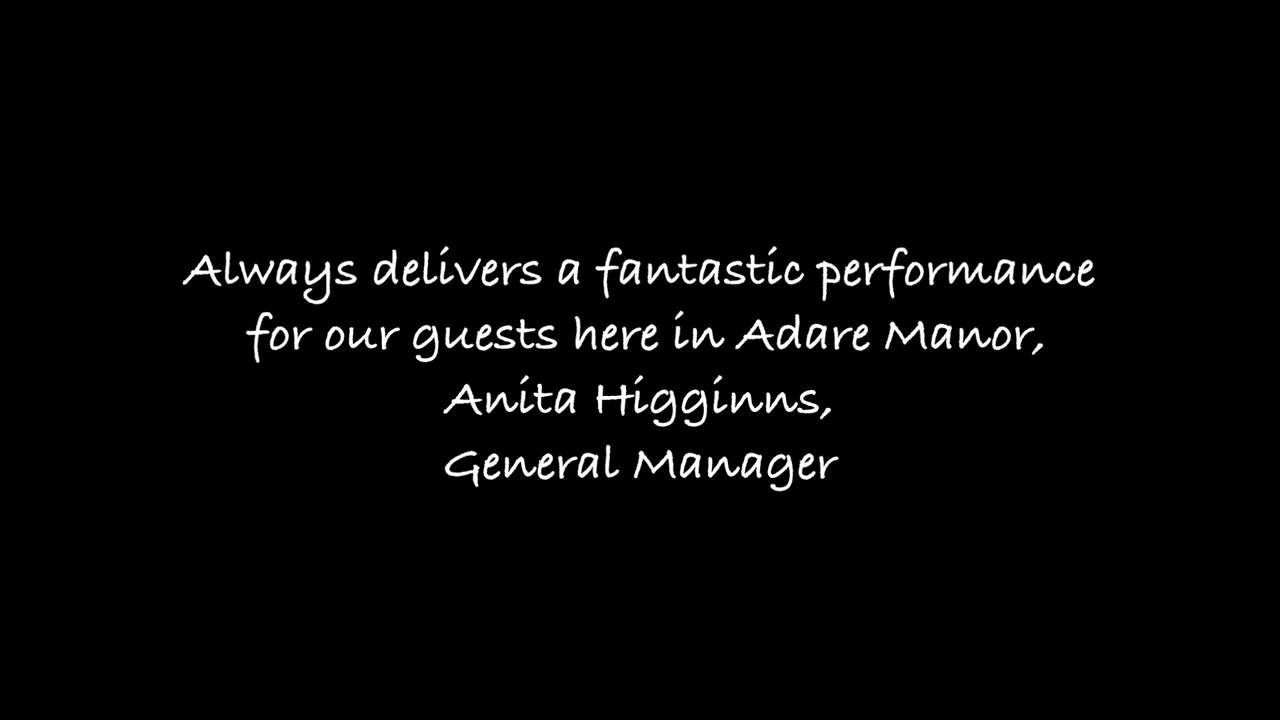 Always delivers a fantastic performance
for our guests here in Adare Manor,
Anita Higginns,
General Manager